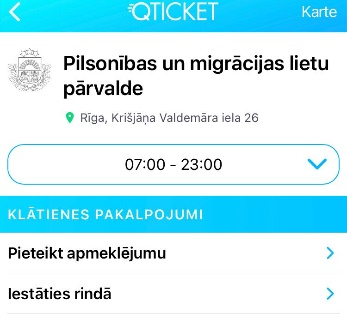 QTICKET
Karte
Pilsonības un migrācijas lietu
pārvalde
Rīga, Krišjāņa Valdemāra iela 26
07:00 - 23:00
KLĀTIENES PAKALPOJUMI
Pieteikt apmeklējumu
Iestāties rindā